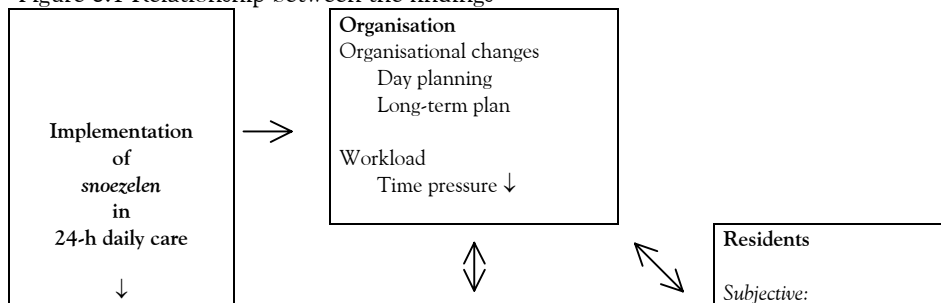 Figure 8.1 Relationship between the findings
Implementation
of
snoezelen
in
24-h daily care
↓
Organisation
Organisational changes
Day planning
Long-term plan
Workload
Time pressure ↓
Residents
Subjective: